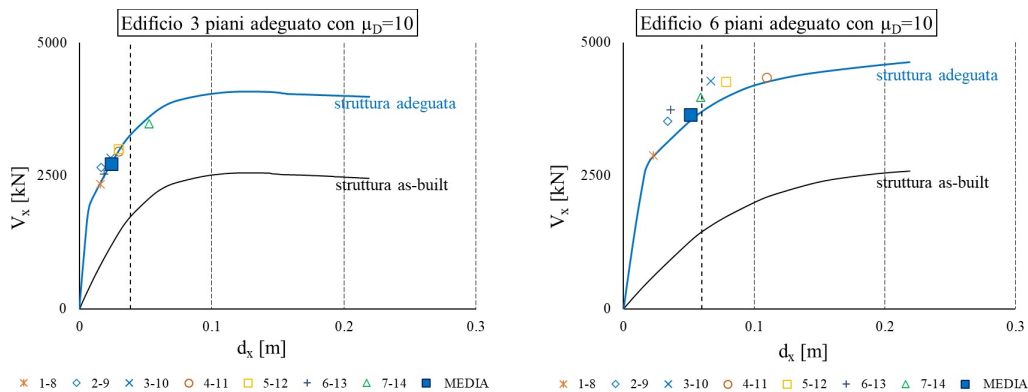 Edificio 3 piani adeguato con μD=10
5000
struttura adeguata
2500
struttura as-built
Vx [kN]
0
0 0.1 0.2 0.3
dx [m]
1-8 2-9 3-10 4-11 5-12 6-13 7-14 MEDIA
Edificio 6 piani adeguato con μD=10
5000
struttura adeguata
2500
struttura as-built
Vx [kN]
0
0 0.1 0.2 0.3
dx [m]
1-8 2-9 3-10 4-11 5-12 6-13 7-14 MEDIA